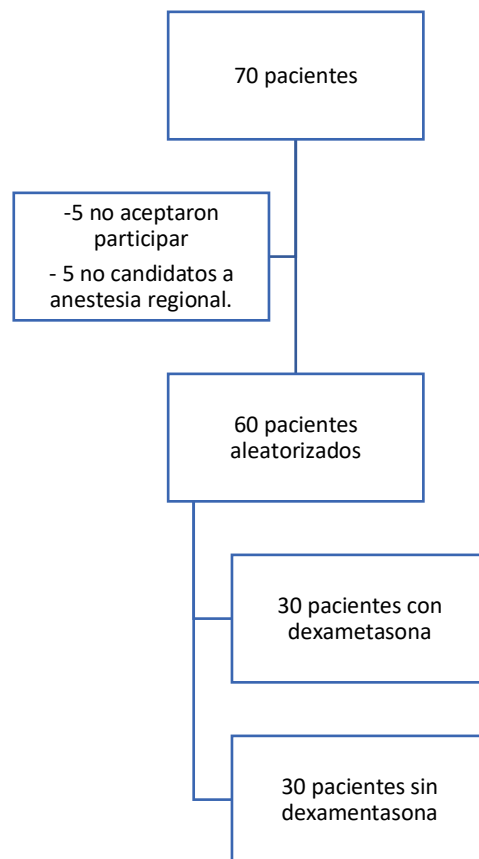 70 pacientes
-5 no aceptaron
participar
- 5 no candidatos a
anestesia regional.
60 pacientes
aleatorizados
30 pacientes con
dexametasona
30 pacientes sin
dexamentasona